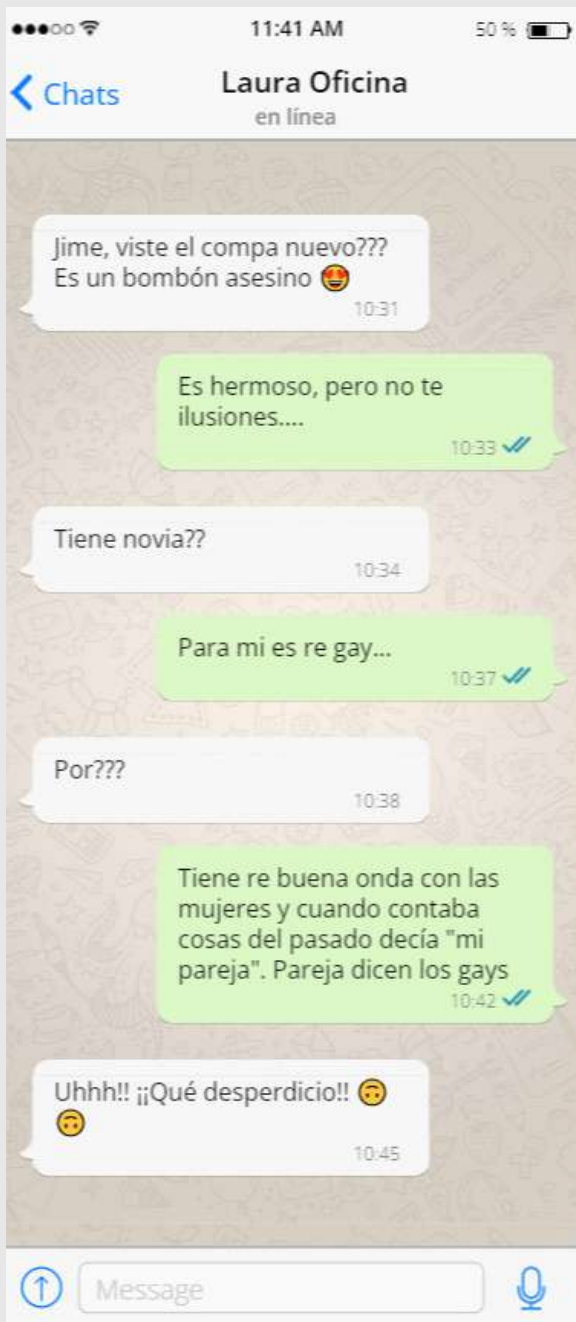 11:41 AM 50 %
Chats Laura Oficina
en línea
Jime, viste el compa nuevo???
Es un bombón asesino 😍
10:31
Es hermoso, pero no te
ilusiones....
10:33
Tiene novia??
10:34
Para mi es re gay...
10:37
Por???
10:38
Tiene re buena onda con las
mujeres y cuando contaba
cosas del pasado decía "mi
pareja". Pareja dicen los gays
10:42
Uhhh!! ¡¡Qué desperdicio!! 🙃
🙃
10:45
Message